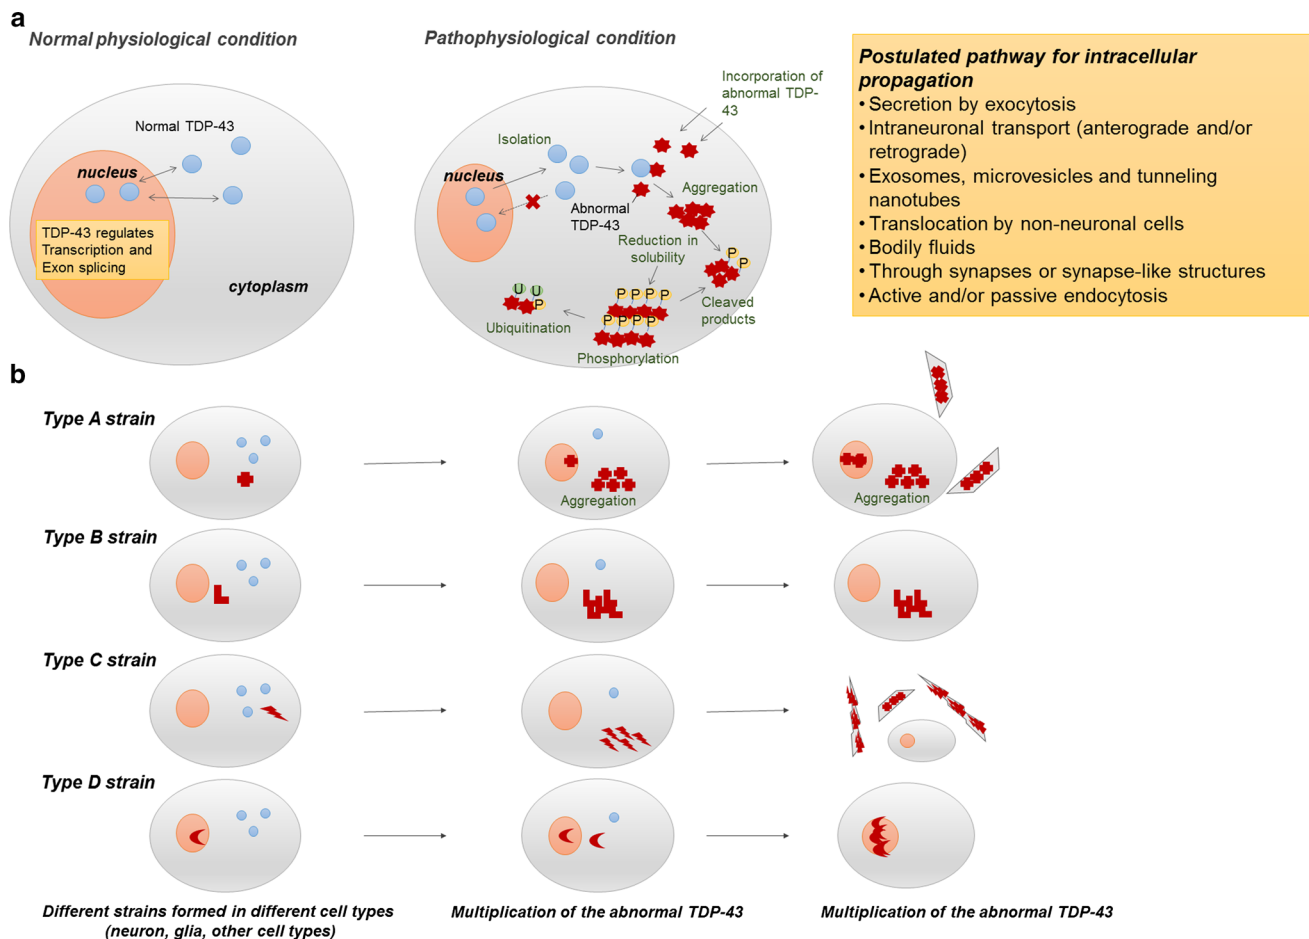 a
Normal physiological condition
Pathophysiological condition
Normal TDP-43
nucleus
TDP-43 regulates
Transcription and
Exon splicing
cytoplasm
Incorporation of
abnormal TDP-
43
Isolation
nucleus
Abnormal
TDP-43
Aggregation
Reduction in
solubility
P
P
Cleaved
products
P P P P
P P P P
Phosphorylation
U U
P
Ubiquitination
Postulated pathway for intracellular
propagation
• Secretion by exocytosis
• Intraneuronal transport (anterograde and/or
retrograde)
• Exosomes, microvesicles and tunneling
nanotubes
• Translocation by non-neuronal cells
• Bodily fluids
• Through synapses or synapse-like structures
• Active and/or passive endocytosis
b
Type A strain
Aggregation
Aggregation
Type B strain
Type C strain
Type D strain
Different strains formed in different cell types
(neuron, glia, other cell types)
Multiplication of the abnormal TDP-43
Multiplication of the abnormal TDP-43